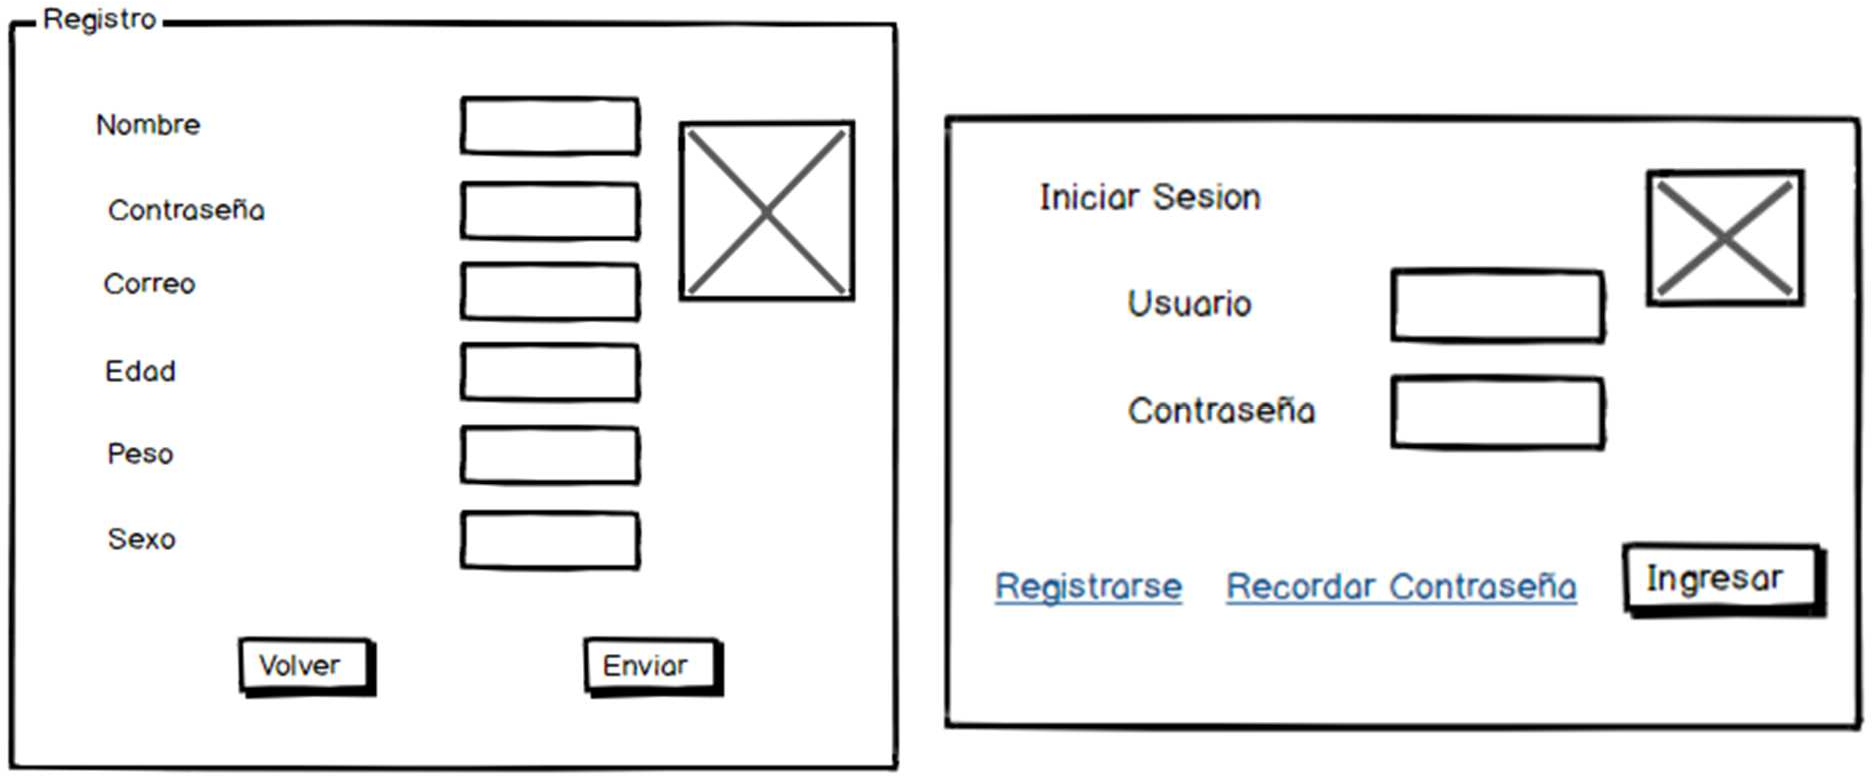 Registro
Nombre
Contraseña
Correo
Edad
Peso
Sexo
Volver Enviar
Iniciar Sesion
Usuario
Contraseña
Registrarse Recordar Contraseña Ingresar